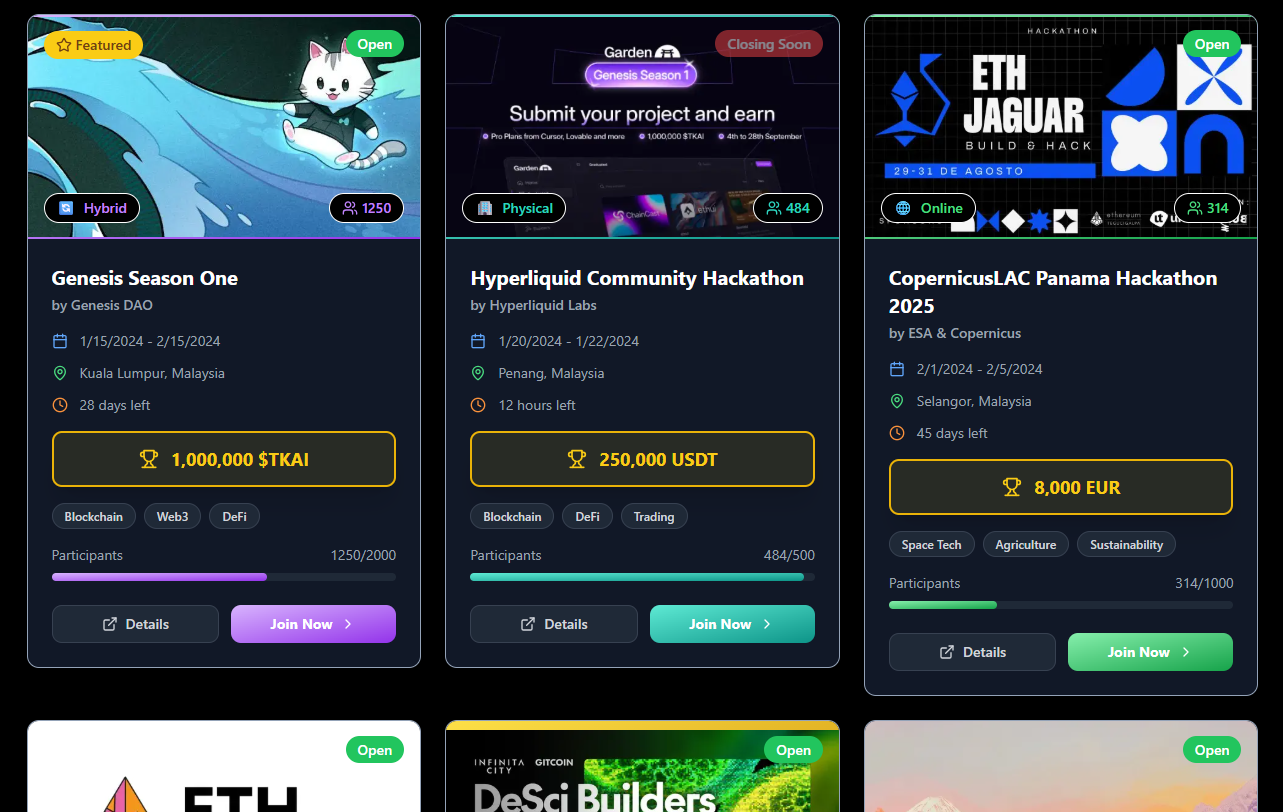 Featured
Open
Hybrid
1250
Genesis Season One
by Genesis DAO
1/15/2024 - 2/15/2024
Kuala Lumpur, Malaysia
28 days left
1,000,000 $TKAI
Blockchain Web3 DeFi
Participants 1250/2000
Details Join Now
Closing Soon
Garden
Genesis Season 1
Submit your project and earn
Pro Plans from Cursor, Lovable and more 1,000,000 $TKAI 4th to 28th September
Garden
Physical
484
Hyperliquid Community Hackathon
by Hyperliquid Labs
1/20/2024 - 1/22/2024
Penang, Malaysia
12 hours left
250,000 USDT
Blockchain DeFi Trading
Participants 484/500
Details Join Now
HACKATHON
Open
ETH
JAGUAR
BUILD & HACK
29-31 DE AGOSTO
Online
314
ethereum
CopernicusLAC Panama Hackathon
2025
by ESA & Copernicus
2/1/2024 - 2/5/2024
Selangor, Malaysia
45 days left
8,000 EUR
Space Tech Agriculture Sustainability
Participants 314/1000
Details Join Now
Open
ETH
Open
INFINITA
CITY
GITCOIN
DeSci Builders
Open